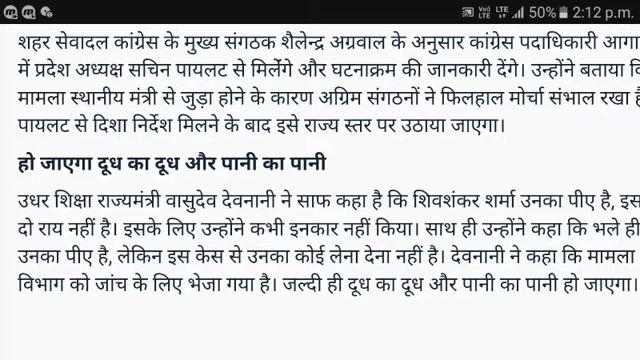 Voi) LTE LTE 50% 2:12 p.m.
शहर सेवादल कांग्रेस के मुख्य संगठक शैलेन्द्र अग्रवाल के अनुसार कांग्रेस पदाधिकारी आगा
में प्रदेश अध्यक्ष सचिन पायलट से मिलेंगे और घटनाक्रम की जानकारी देंगे। उन्होंने बताया कि
मामला स्थानीय मंत्री से जुड़ा होने के कारण अग्रिम संगठनों ने फिलहाल मोर्चा संभाल रखा है
पायलट से दिशा निर्देश मिलने के बाद इसे राज्य स्तर पर उठाया जाएगा।
हो जाएगा दूध का दूध और पानी का पानी
उधर शिक्षा राज्यमंत्री वासुदेव देवनानी ने साफ कहा है कि शिवशंकर शर्मा उनका पीए है, इस
दो राय नहीं है। इसके लिए उन्होंने कभी इनकार नहीं किया। साथ ही उन्होंने कहा कि भले ही
उनका पीए है, लेकिन इस केस से उनका कोई लेना देना नहीं है। देवनानी ने कहा कि मामला
विभाग को जांच के लिए भेजा गया है। जल्दी ही दूध का दूध और पानी का पानी हो जाएगा।